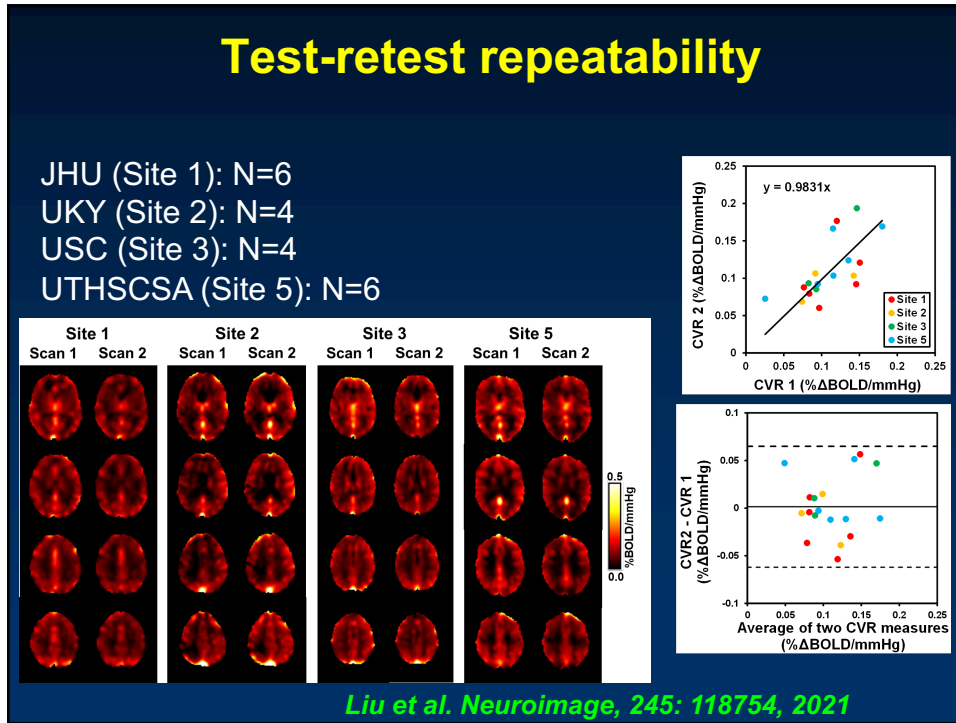 Test-retest repeatability
JHU (Site 1): N=6
UKY (Site 2): N=4
USC (Site 3): N=4
UTHSCSA (Site 5): N=6
Site 1 Site 2 Site 3 Site 5
Scan 1 Scan 2 Scan 1 Scan 2 Scan 1 Scan 2 Scan 1 Scan 2
0.5
%BOLD/mmHg
0.0
CVR 2 (%ΔBOLD/mmHg)
0.25
0.2
0.15
0.1
0.05
0
y = 0.9831x
Site 1
Site 2
Site 3
Site 5
0 0.05 0.1 0.15 0.2 0.25
CVR 1 (%ΔBOLD/mmHg)
CVR2 - CVR 1
(%ΔBOLD/mmHg)
0.1
0.05
0
-0.05
-0.1
0 0.05 0.1 0.15 0.2 0.25
Average of two CVR measures
(%ΔBOLD/mmHg)
Liu et al. Neuroimage, 245: 118754, 2021